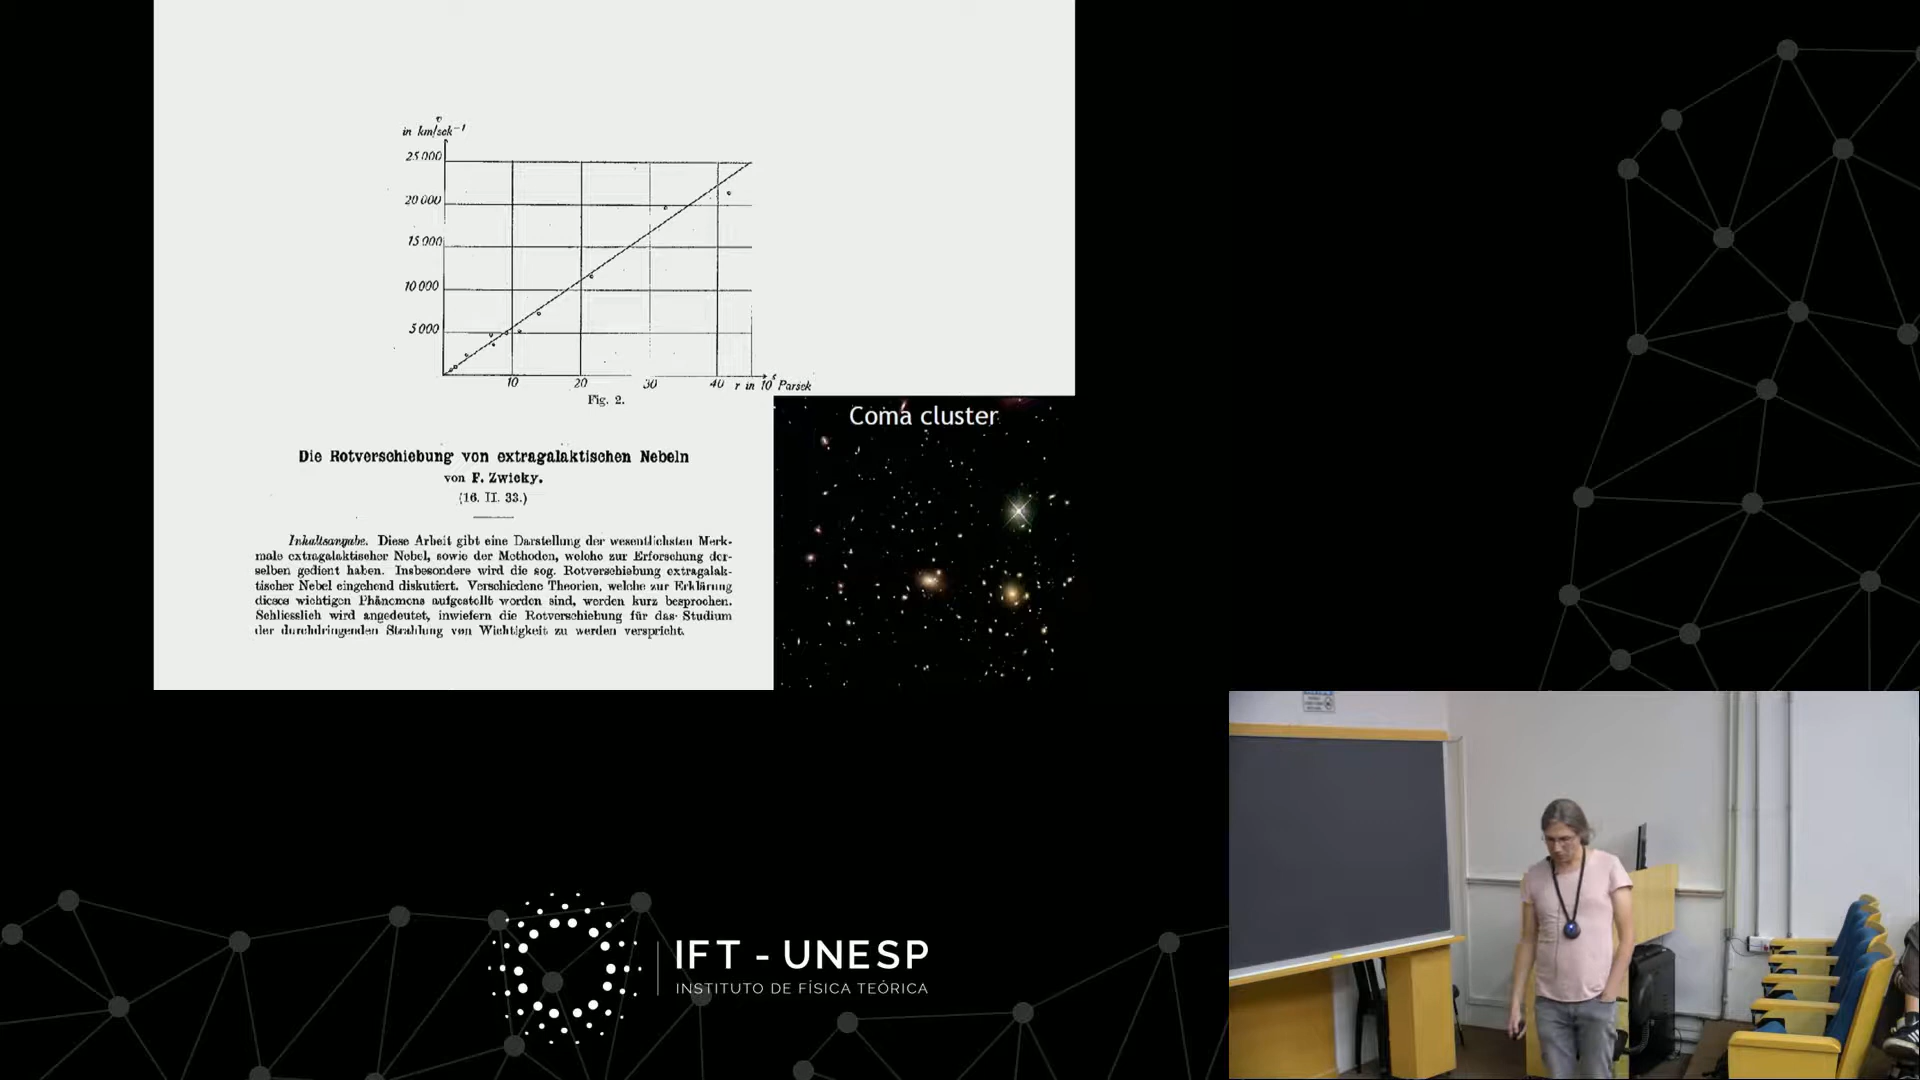 v
in km/sek⁻¹
25 000
20 000
15 000
10 000
5 000
10 20 30 40 r in 10⁶ Parsek
Fig. 2.
Coma cluster
Die Rotverschiebung von extragalaktischen Nebeln
von F. Zwicky.
(16. II. 33.)
Inhaltsangabe. Diese Arbeit gibt eine Darstellung der wesentlichsten Merk-
male extragalaktischer Nebel, sowie der Methoden, welche zur Erforschung der-
selben gedient haben. Insbesondere wird die sog. Rotverschiebung extragalak-
tischer Nebel eingehend diskutiert. Verschiedene Theorien, welche zur Erklärung
dieses wichtigen Phänomens aufgestellt worden sind, werden kurz besprochen.
Schliesslich wird angedeutet, inwiefern die Rotverschiebung für das Studium
der durchdringenden Strahlung von Wichtigkeit zu werden verspricht.
IFT - UNESP
INSTITUTO DE FÍSICA TEÓRICA